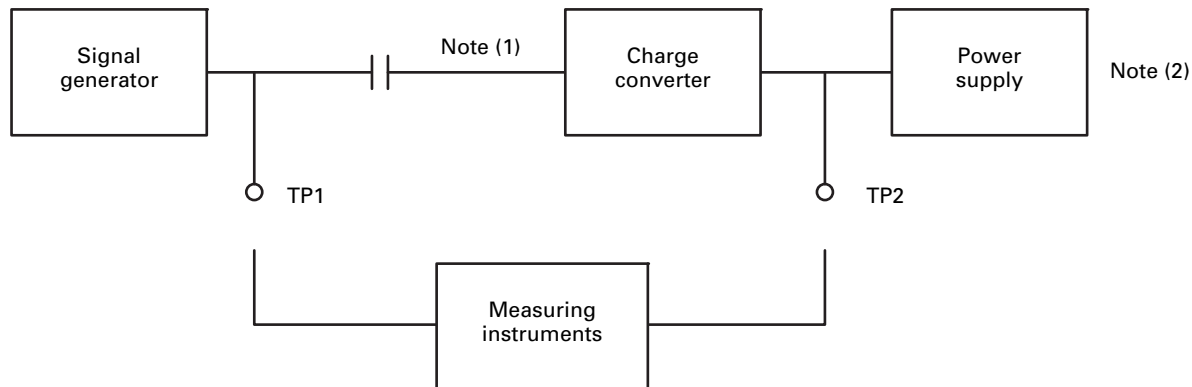 Signal
generator
Note (1)
Charge
converter
Power
supply
Note (2)
TP1
TP2
Measuring
instruments